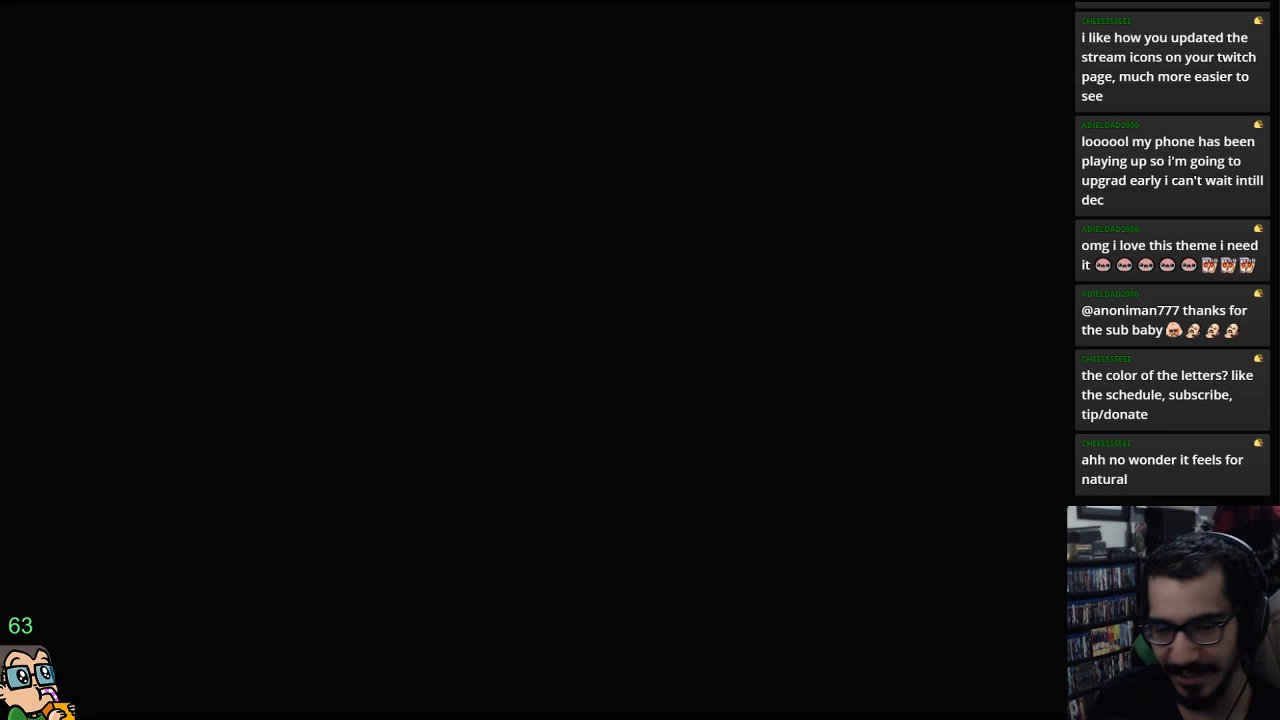 CHEEESSSEEE
i like how you updated the
stream icons on your twitch
page, much more easier to
see
ADIELDAD2006
loooool my phone has been
playing up so i'm going to
upgrad early i can't wait intill
dec
ADIELDAD2006
omg i love this theme i need
it
ADIELDAD2006
@anoniman777 thanks for
the sub baby
CHEEESSSEEE
the color of the letters? like
the schedule, subscribe,
tip/donate
CHEEESSSEEE
ahh no wonder it feels for
natural
63